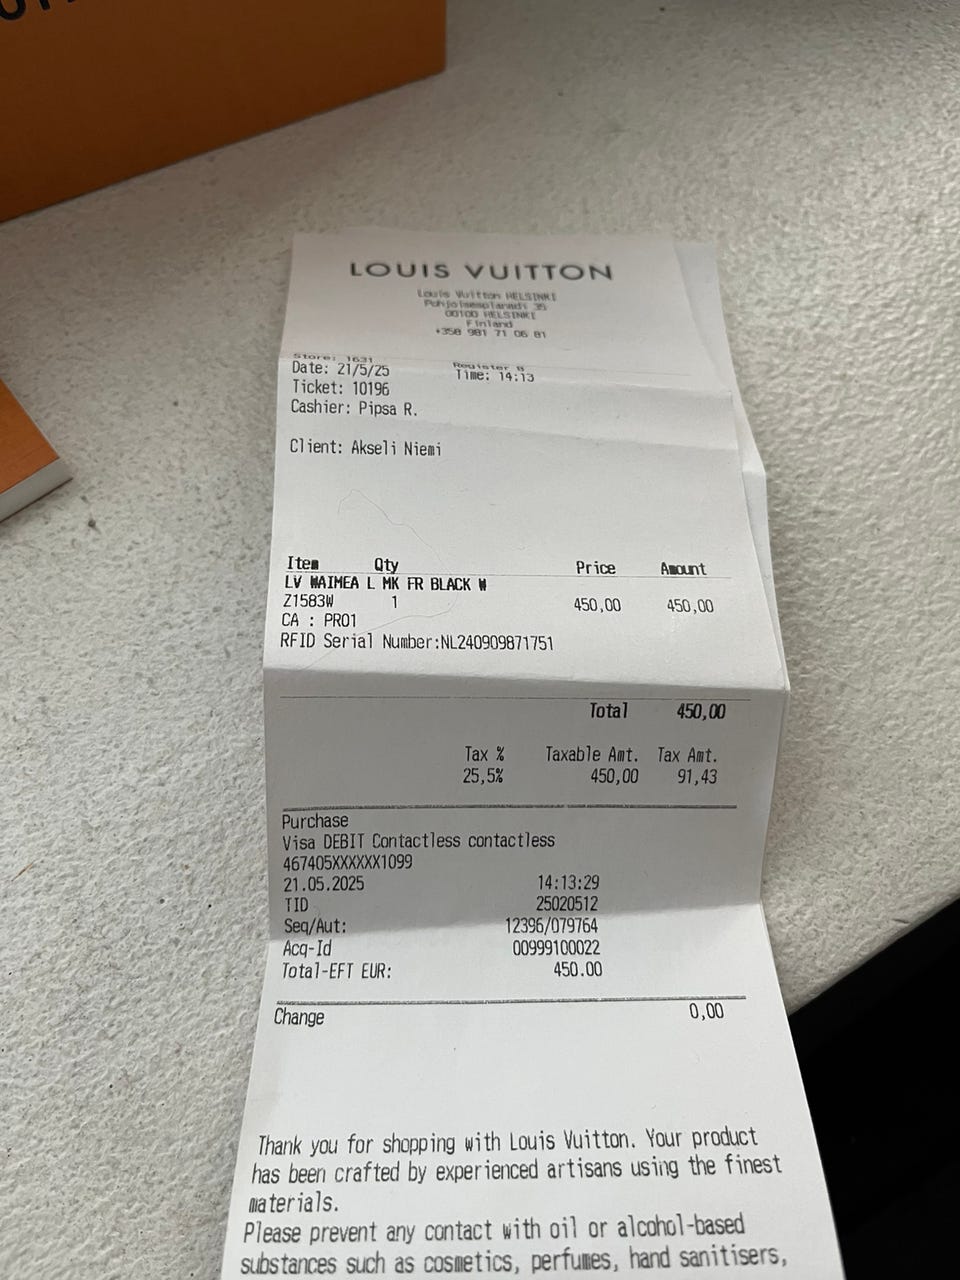 LOUIS VUITTON
Louis Vuitton HELSINKI
Pohjoisesplanadi 35
00100 HELSINKI
Finland
+358 981 71 06 81
Store: 1631 Register 8
Date: 21/5/25 Time: 14:13
Ticket: 10196
Cashier: Pipsa R.
Client: Akseli Niemi
Item Qty Price Amount
LV WAIMEA L MK FR BLACK W
Z1583W 1 450,00 450,00
CA : PRO1
RFID Serial Number:NL240909871751
Total 450,00
Tax % Taxable Amt. Tax Amt.
25,5% 450,00 91,43
Purchase
Visa DEBIT Contactless contactless
467405XXXXXX1099
21.05.2025 14:13:29
TID 25020512
Seq/Aut: 12396/079764
Acq-Id 00999100022
Total-EFT EUR: 450.00
Change 0,00
Thank you for shopping with Louis Vuitton. Your product
has been crafted by experienced artisans using the finest
materials.
Please prevent any contact with oil or alcohol-based
substances such as cosmetics, perfumes, hand sanitisers,